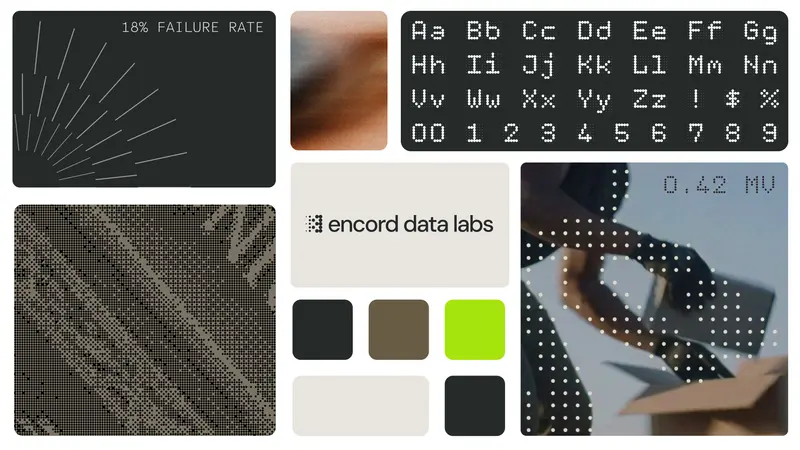 18% FAILURE RATE
Aa Bb Cc Dd Ee Ff Gg
Hh Ii Jj Kk Ll Mm Nn
Vv Ww Xx Yy Zz ! $ %
00 1 2 3 4 5 6 7 8 9
encord data labs
0.42 MV